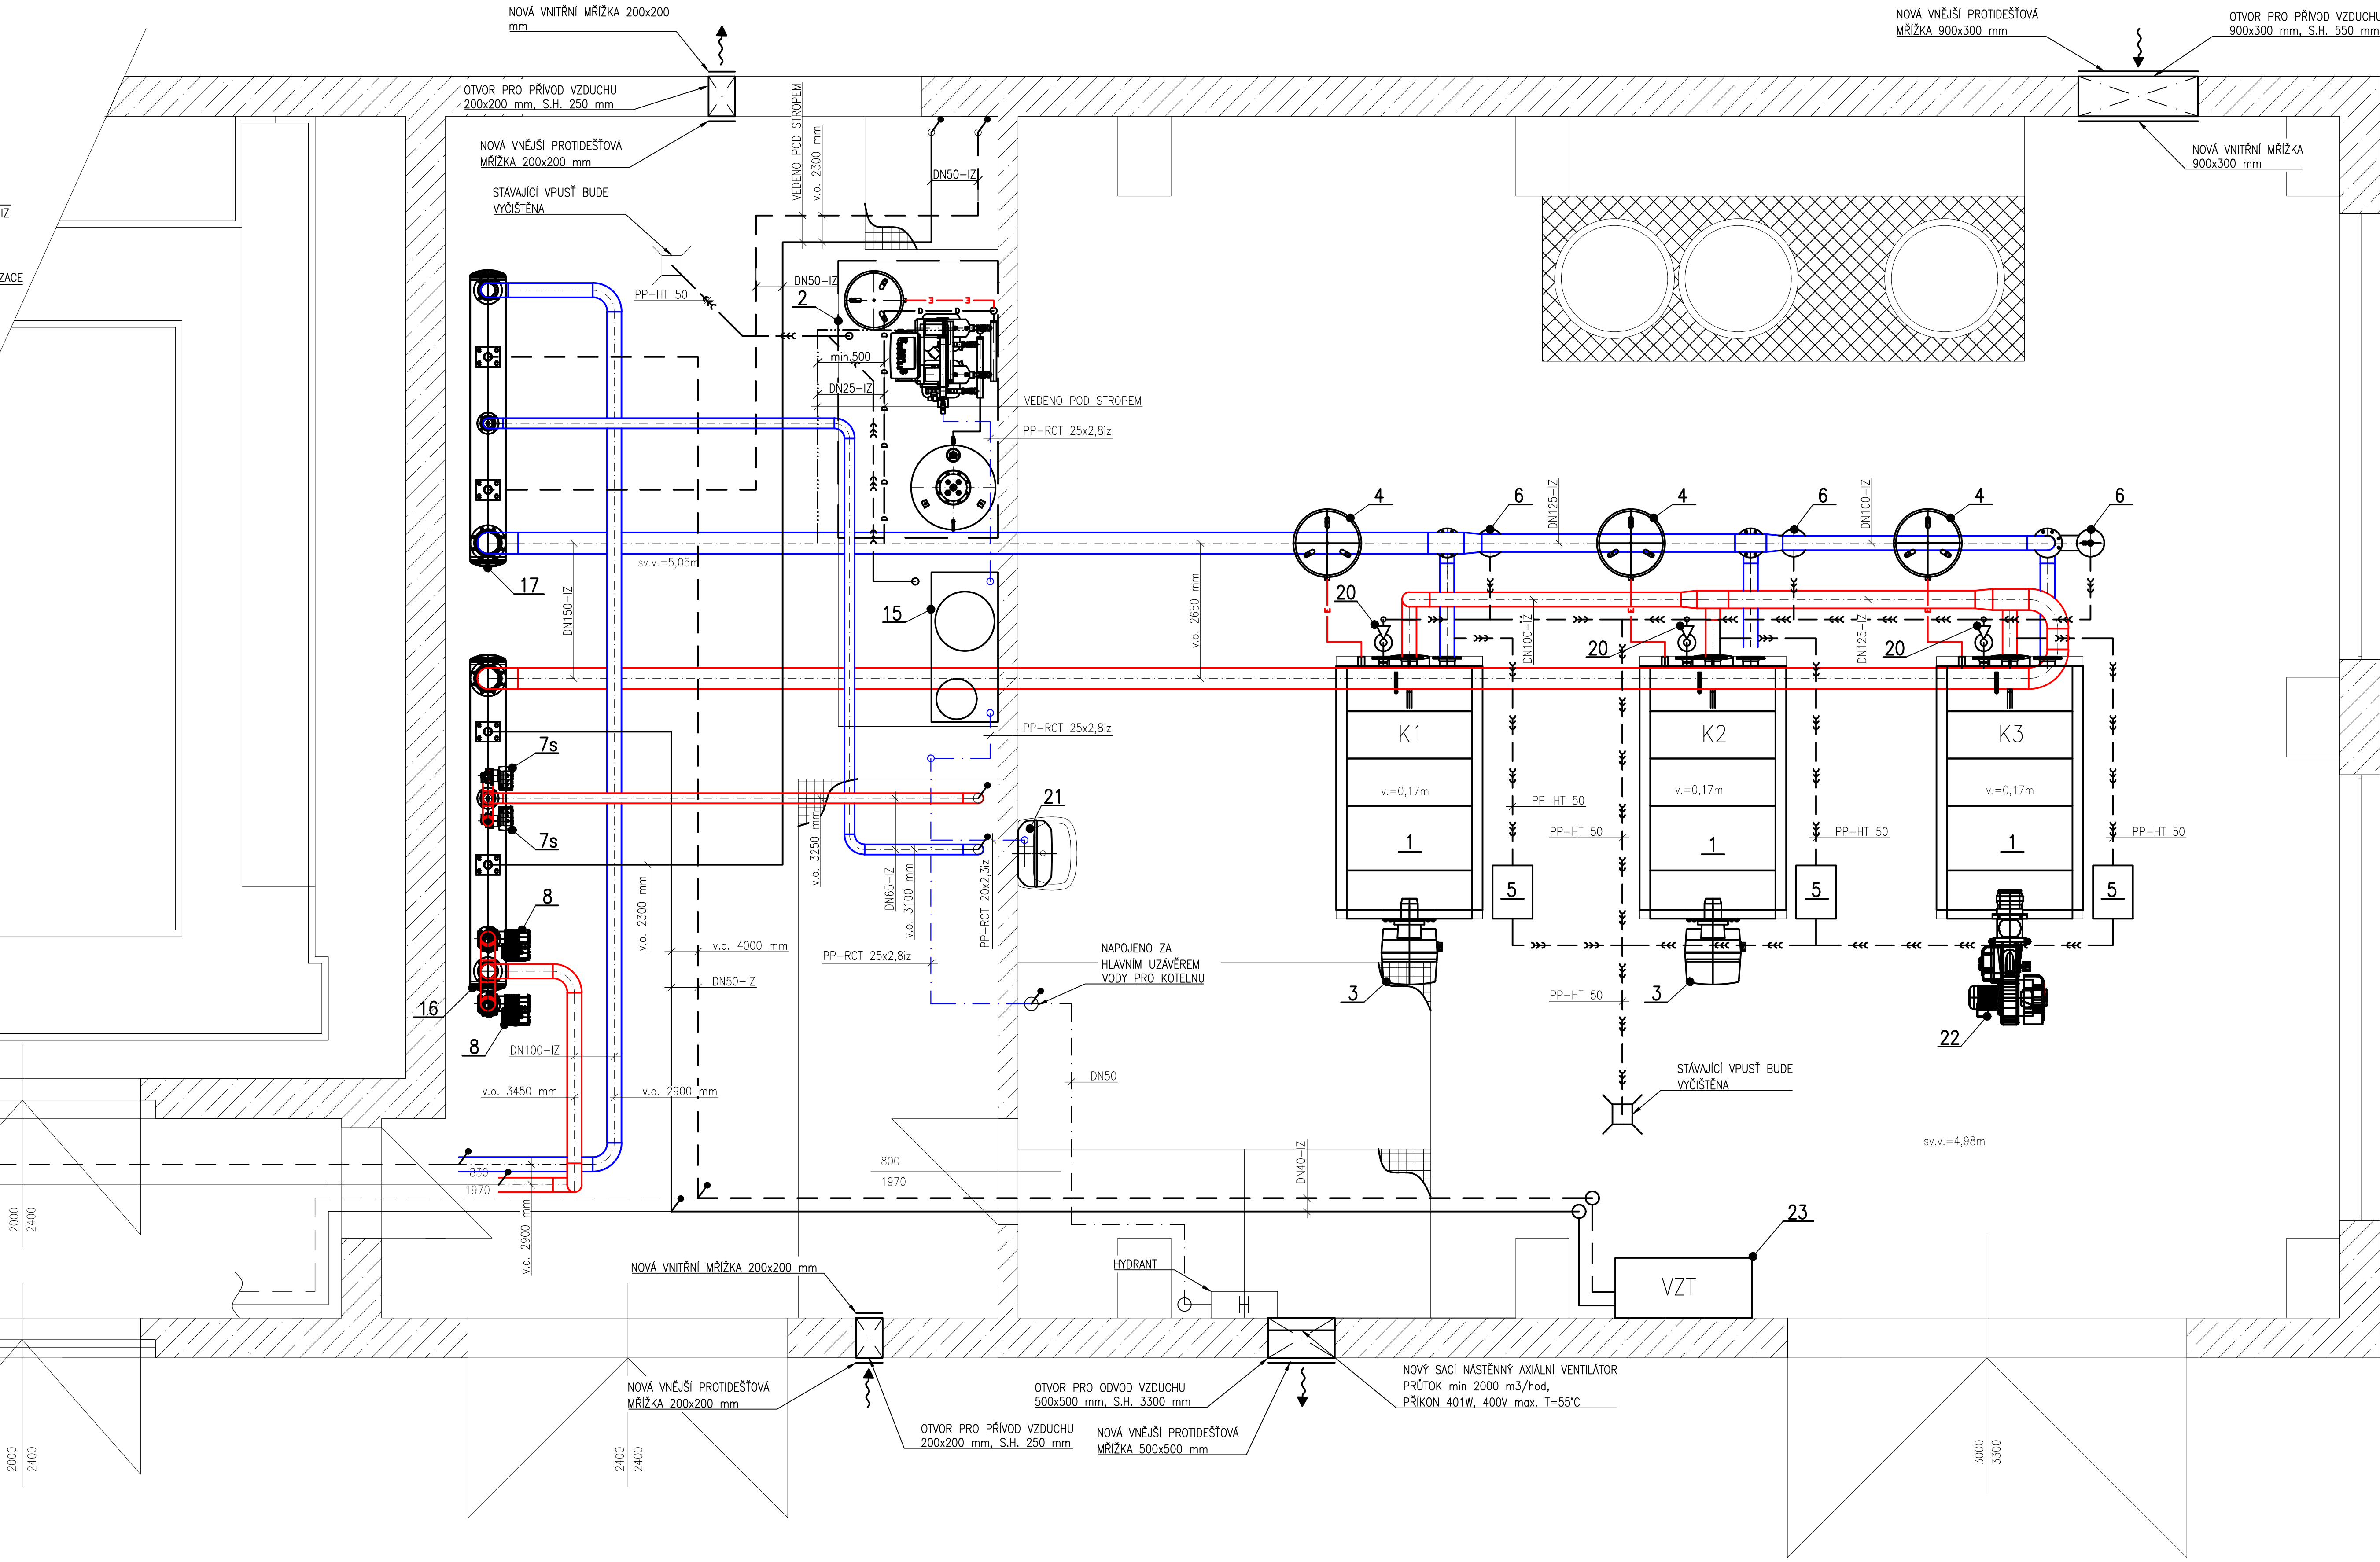 NOVÁ VNITŘNÍ MŘÍŽKA 200x200
mm
NOVÁ VNĚJŠÍ PROTIDEŠŤOVÁ
MŘÍŽKA 900x300 mm
OTVOR PRO PŘÍVOD VZDUCHU
900x300 mm, S.H. 550 mm
OTVOR PRO PŘÍVOD VZDUCHU
200x200 mm, S.H. 250 mm
NOVÁ VNĚJŠÍ PROTIDEŠŤOVÁ
MŘÍŽKA 200x200 mm
NOVÁ VNITŘNÍ MŘÍŽKA
900x300 mm
STÁVAJÍCÍ VPUSŤ BUDE
VYČIŠTĚNA
VEDENO POD STROPEM
v.o. 2300 mm
DN50-IZ
IZ
ZACE
PP-HT 50
DN50-IZ
2
E E
D D
min.500
DN25-IZ
VEDENO POD STROPEM
PP-RCT 25x2,8iz
4
6
DN125-IZ
4
6
DN100-IZ
4
6
17
sv.v.=5,05m
DN150-IZ
15
v.o. 2650 mm
20
E
20
E
20
E
DN100-IZ
DN125-IZ
PP-RCT 25x2,8iz
K1
K2
K3
7s
7s
v.=0,17m
v.=0,17m
v.=0,17m
21
PP-HT 50
PP-HT 50
PP-HT 50
PP-HT 50
1
1
1
v.o. 3250 mm
DN65-IZ
v.o. 3100 mm
PP-RCT 20x2,3iz
5
5
5
8
v.o. 2300 mm
v.o. 4000 mm
PP-RCT 25x2,8iz
DN50-IZ
NAPOJENO ZA
HLAVNÍM UZÁVĚREM
VODY PRO KOTELNU
3
3
PP-HT 50
22
16
8
DN100-IZ
v.o. 3450 mm
v.o. 2900 mm
DN50
STÁVAJÍCÍ VPUSŤ BUDE
VYČIŠTĚNA
sv.v.=4,98m
830
1970
800
1970
DN40-IZ
2000
2400
v.o. 2900 mm
23
NOVÁ VNITŘNÍ MŘÍŽKA 200x200 mm
HYDRANT
H
VZT
NOVÁ VNĚJŠÍ PROTIDEŠŤOVÁ
MŘÍŽKA 200x200 mm
OTVOR PRO ODVOD VZDUCHU
500x500 mm, S.H. 3300 mm
NOVÝ SACÍ NÁSTĚNNÝ AXIÁLNÍ VENTILÁTOR
PRŮTOK min 2000 m3/hod,
PŘÍKON 401W, 400V max. T=55°C
OTVOR PRO PŘÍVOD VZDUCHU
200x200 mm, S.H. 250 mm
NOVÁ VNĚJŠÍ PROTIDEŠŤOVÁ
MŘÍŽKA 500x500 mm
2000
2400
2400
2400
3000
3300